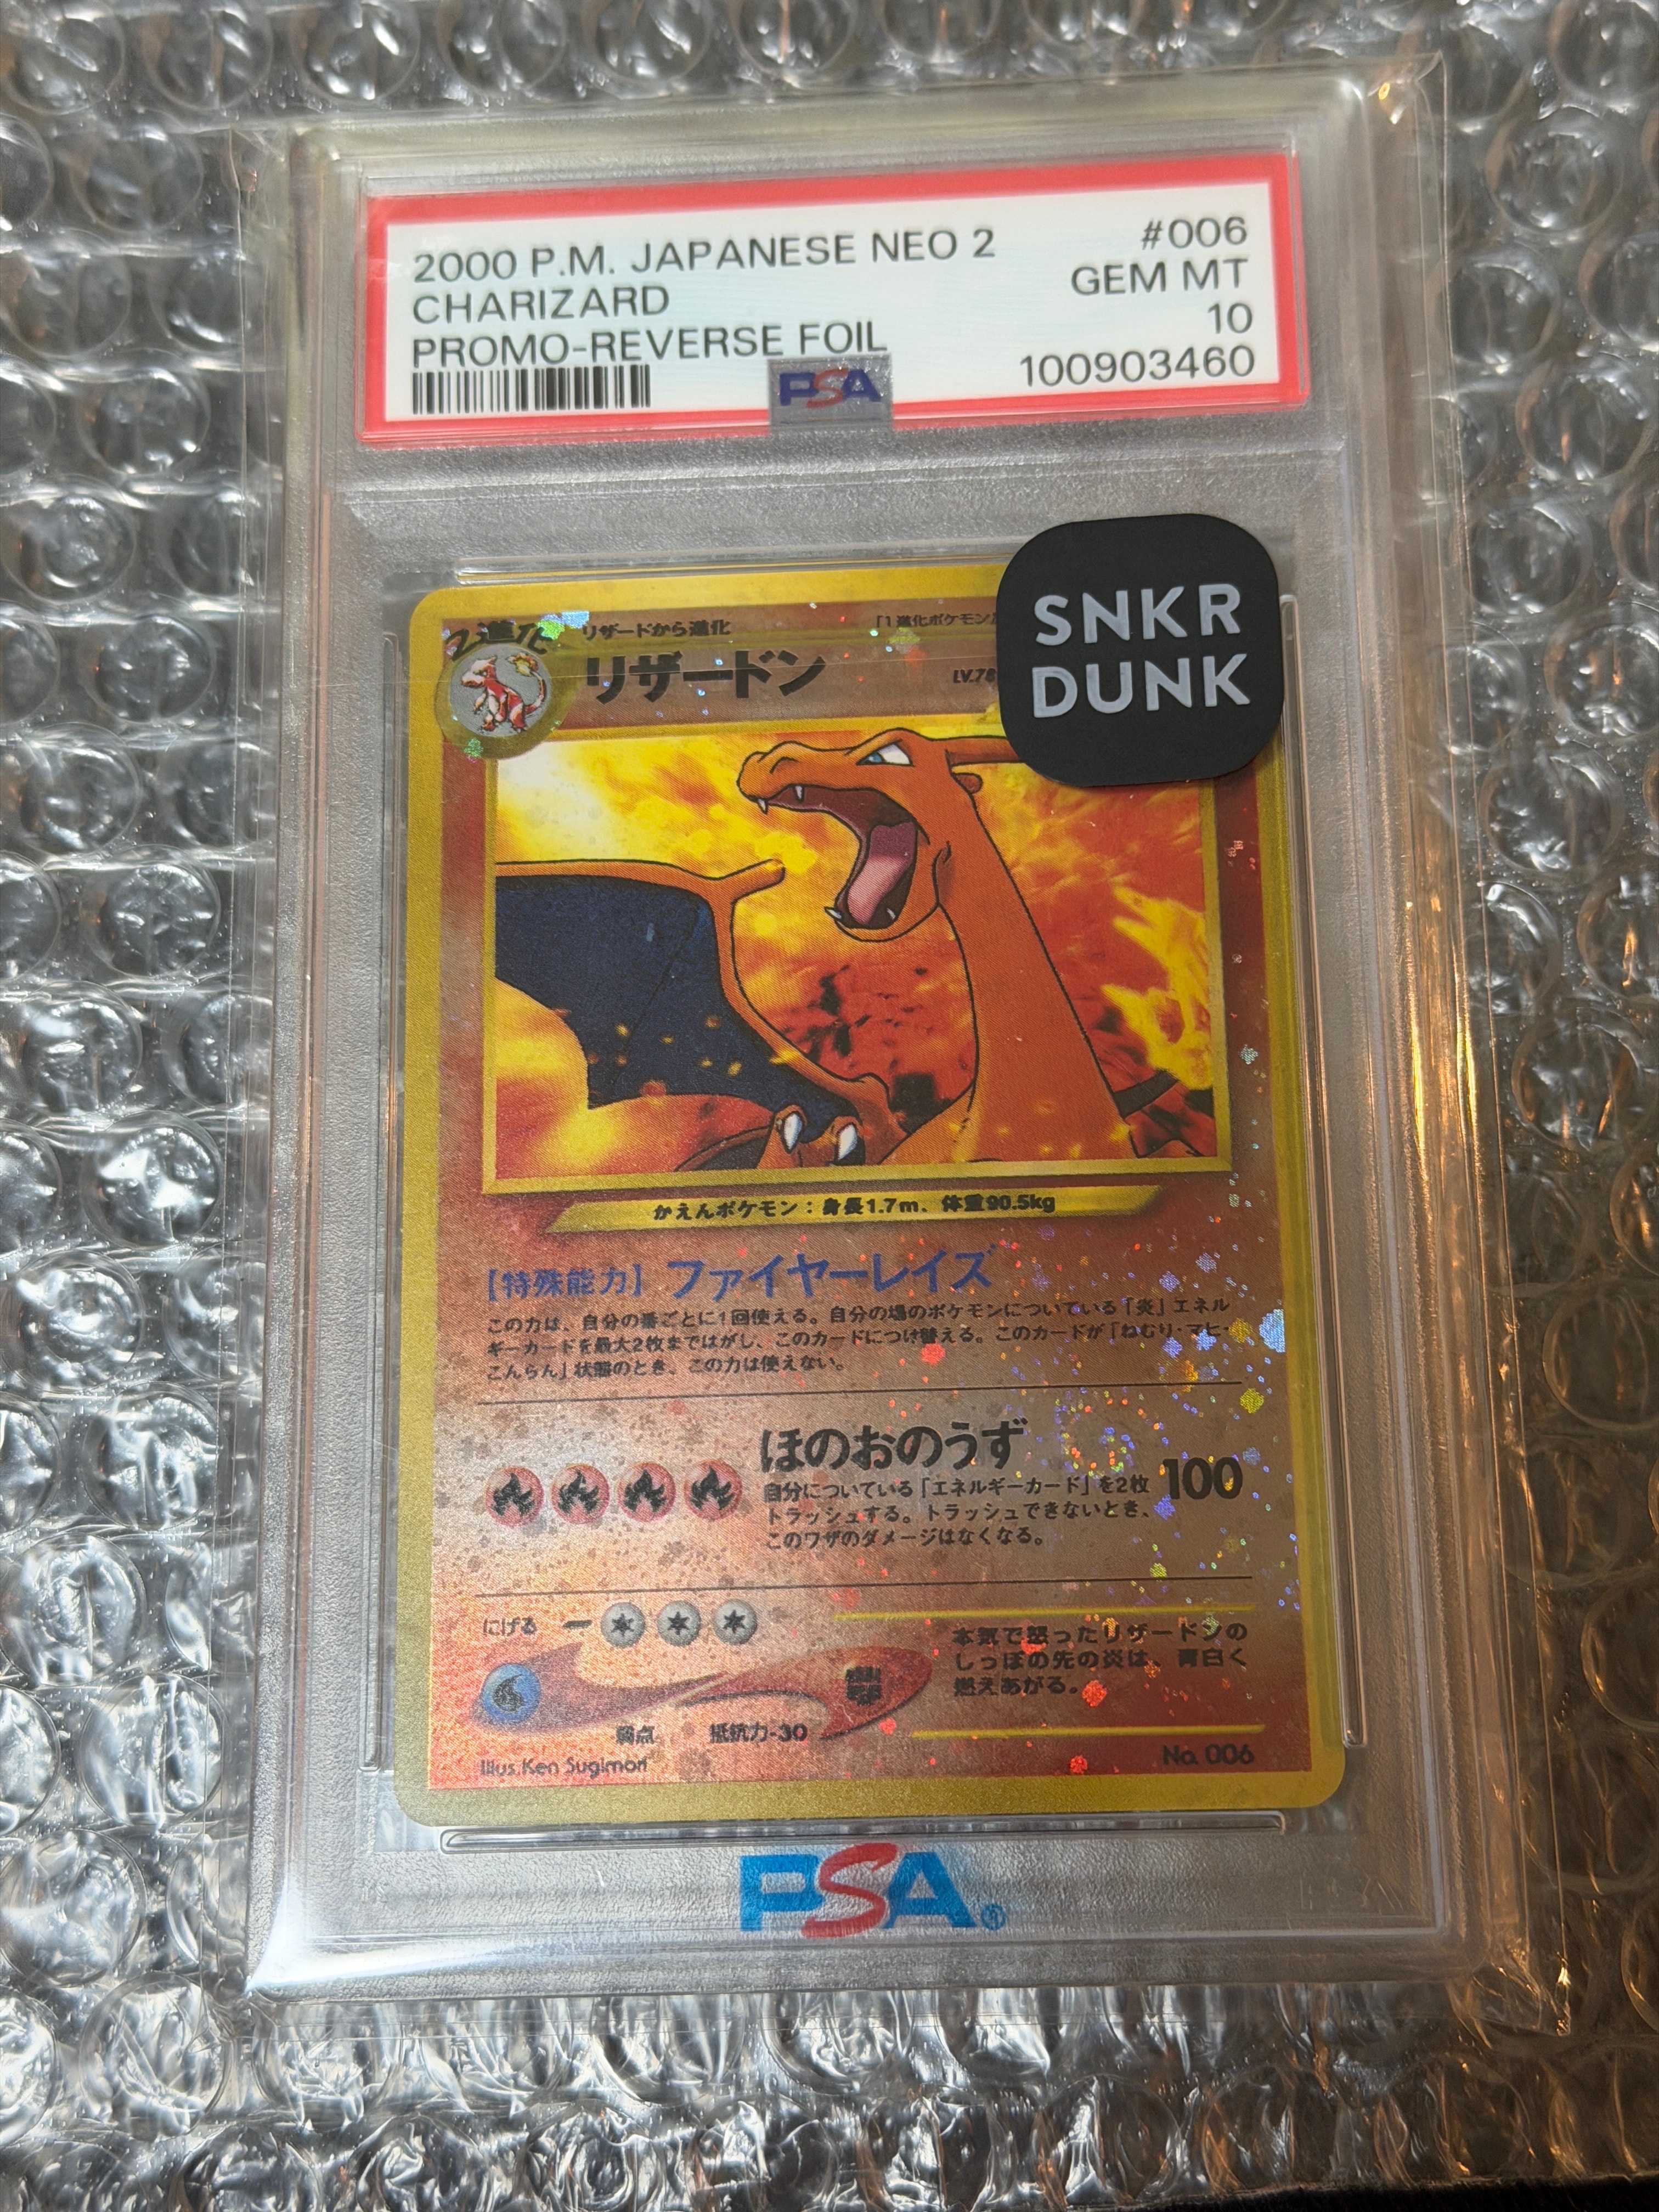 2000 P.M. JAPANESE NEO 2 #006
CHARIZARD GEM MT
PROMO-REVERSE FOIL 10
100903460
PSA
SNKR
DUNK
2進化
リザードから進化
「1進化ポケモン
リザードン
LV.78
かえんポケモン:身長1.7m、体重90.5kg
【特殊能力】ファイヤーレイズ
この力は、自分の番ごとに1回使える。自分の場のポケモンについている「炎」エネル
ギーカードを最大2枚まではがし、このカードにつけ替える。このカードが「ねむり・マヒ・
こんらん」状態のとき、この力は使えない。
ほのおのうず
自分についている「エネルギーカード」を2枚
トラッシュする。トラッシュできないとき、
このワザのダメージはなくなる。
100
にげる
弱点 抵抗力-30
本気で怒ったリザードンの
しっぽの先の炎は、青白く
燃えあがる。
Illus.Ken Sugimori
No. 006
PSA®